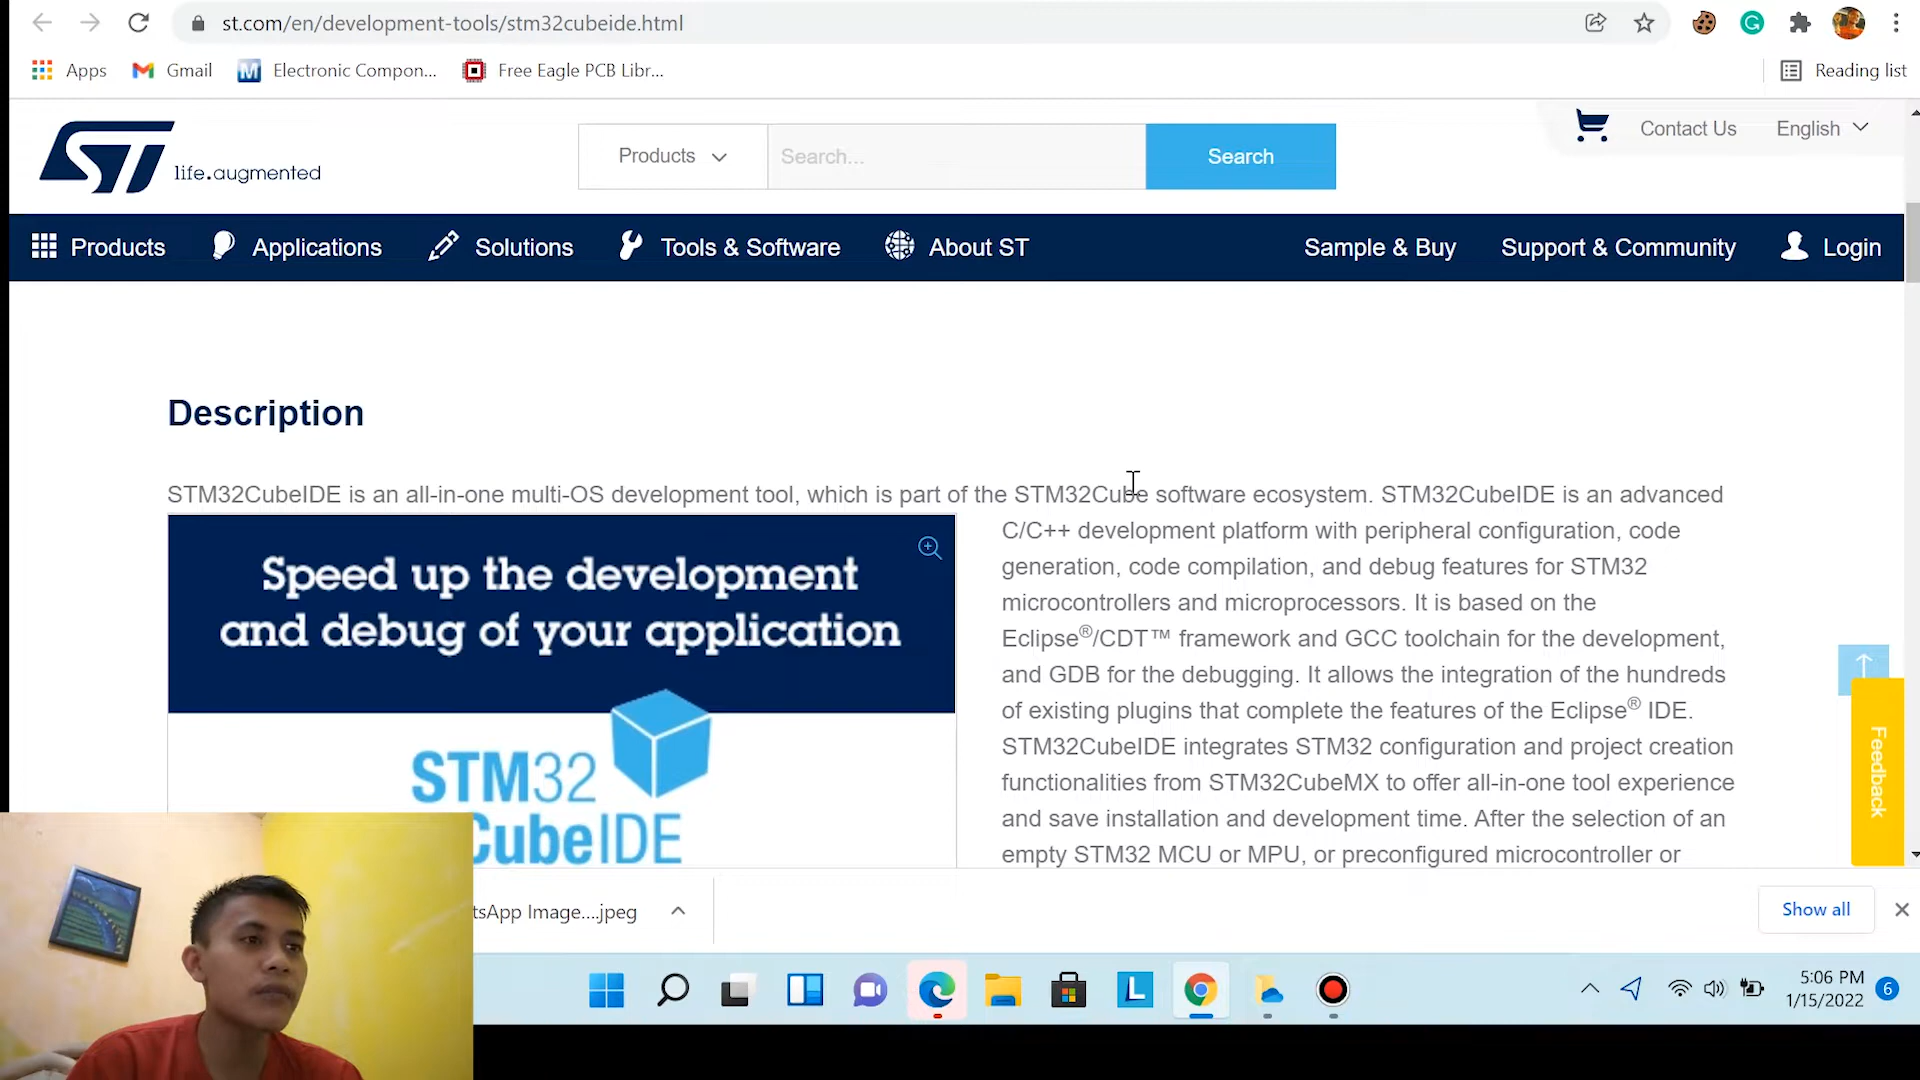 st.com/en/development-tools/stm32cubeide.html
Apps Gmail Electronic Compon... Free Eagle PCB Libr... Reading list
ST life.augmented
Products Search... Search
Contact Us English
Products Applications Solutions Tools & Software About ST Sample & Buy Support & Community Login
Description
STM32CubeIDE is an all-in-one multi-OS development tool, which is part of the STM32Cube software ecosystem. STM32CubeIDE is an advanced
C/C++ development platform with peripheral configuration, code
generation, code compilation, and debug features for STM32
microcontrollers and microprocessors. It is based on the
Eclipse®/CDT™ framework and GCC toolchain for the development,
and GDB for the debugging. It allows the integration of the hundreds
of existing plugins that complete the features of the Eclipse® IDE.
STM32CubeIDE integrates STM32 configuration and project creation
functionalities from STM32CubeMX to offer all-in-one tool experience
and save installation and development time. After the selection of an
empty STM32 MCU or MPU, or preconfigured microcontroller or
Speed up the development
and debug of your application
STM32
CubeIDE
Feedback
tsApp Image....jpeg
Show all
5:06 PM
1/15/2022
6